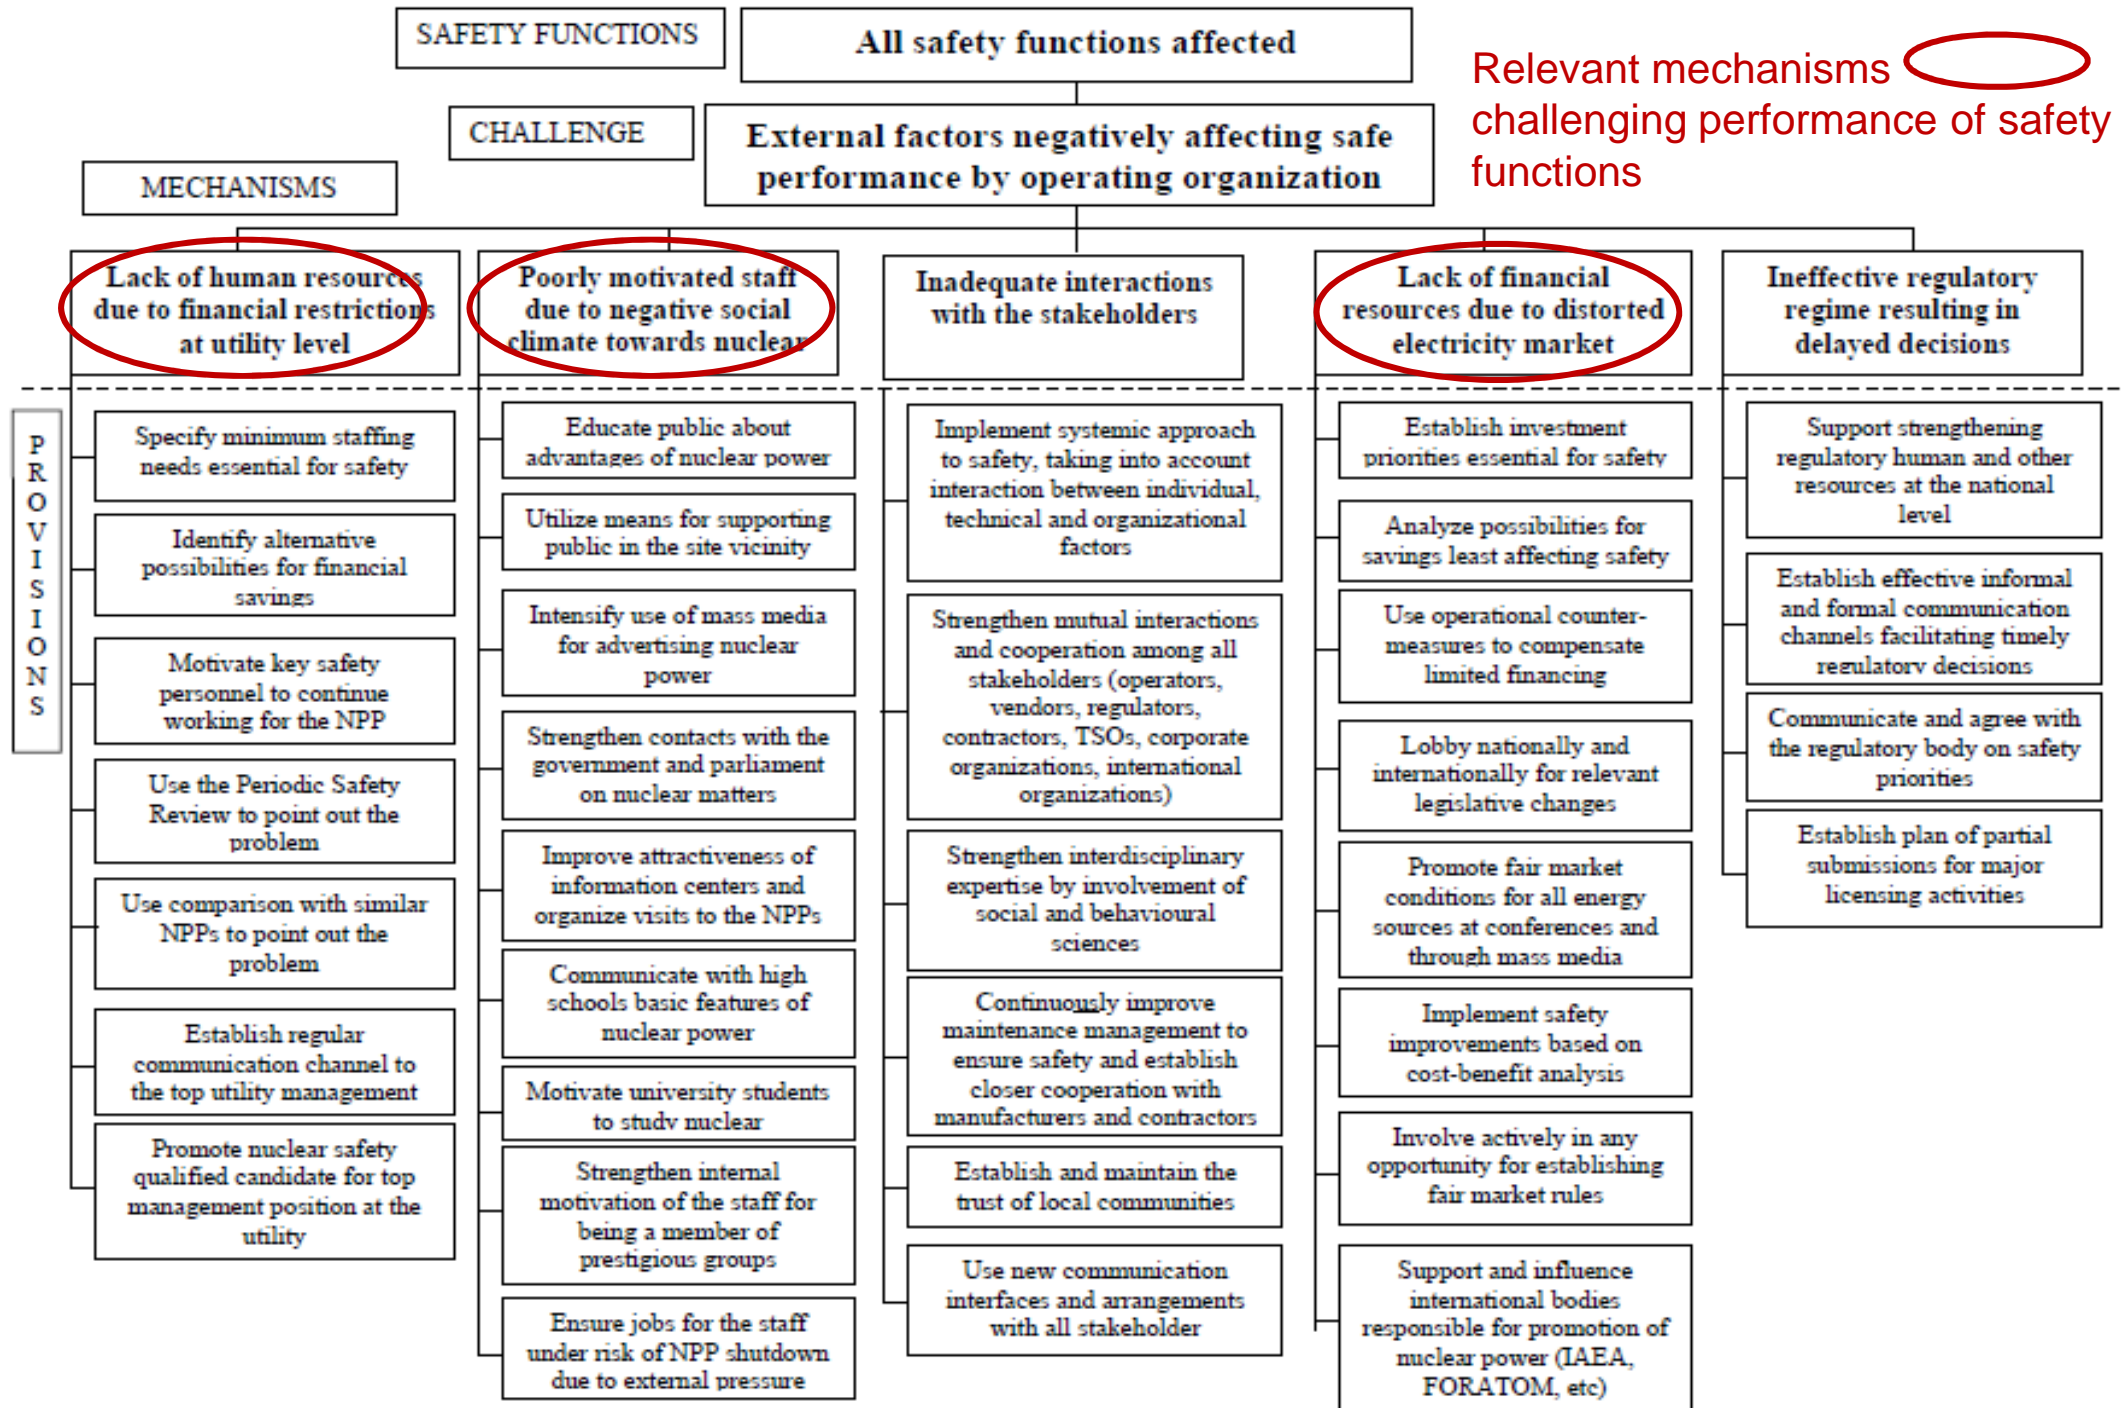 SAFETY FUNCTIONS
All safety functions affected
Relevant mechanisms
challenging performance of safety
functions
CHALLENGE
External factors negatively affecting safe
performance by operating organization
MECHANISMS
Lack of human resources
due to financial restrictions
at utility level
Poorly motivated staff
due to negative social
climate towards nuclear
Inadequate interactions
with the stakeholders
Lack of financial
resources due to distorted
electricity market
Ineffective regulatory
regime resulting in
delayed decisions
P
R
O
V
I
S
I
O
N
S
Specify minimum staffing
needs essential for safety
Identify alternative
possibilities for financial
savings
Motivate key safety
personnel to continue
working for the NPP
Use the Periodic Safety
Review to point out the
problem
Use comparison with similar
NPPs to point out the
problem
Establish regular
communication channel to
the top utility management
Promote nuclear safety
qualified candidate for top
management position at the
utility
Educate public about
advantages of nuclear power
Utilize means for supporting
public in the site vicinity
Intensify use of mass media
for advertising nuclear
power
Strengthen contacts with the
government and parliament
on nuclear matters
Improve attractiveness of
information centers and
organize visits to the NPPs
Communicate with high
schools basic features of
nuclear power
Motivate university students
to study nuclear
Strengthen internal
motivation of the staff for
being a member of
prestigious groups
Ensure jobs for the staff
under risk of NPP shutdown
due to external pressure
Implement systemic approach
to safety, taking into account
interaction between individual,
technical and organizational
factors
Strengthen mutual interactions
and cooperation among all
stakeholders (operators,
vendors, regulators,
contractors, TSOs, corporate
organizations, international
organizations)
Strengthen interdisciplinary
expertise by involvement of
social and behavioural
sciences
Continuously improve
maintenance management to
ensure safety and establish
closer cooperation with
manufacturers and contractors
Establish and maintain the
trust of local communities
Use new communication
interfaces and arrangements
with all stakeholder
Establish investment
priorities essential for safety
Analyze possibilities for
savings least affecting safety
Use operational counter-
measures to compensate
limited financing
Lobby nationally and
internationally for relevant
legislative changes
Promote fair market
conditions for all energy
sources at conferences and
through mass media
Implement safety
improvements based on
cost-benefit analysis
Involve actively in any
opportunity for establishing
fair market rules
Support and influence
international bodies
responsible for promotion of
nuclear power (IAEA,
FORATOM, etc)
Support strengthening
regulatory human and other
resources at the national
level
Establish effective informal
and formal communication
channels facilitating timely
regulatory decisions
Communicate and agree with
the regulatory body on safety
priorities
Establish plan of partial
submissions for major
licensing activities